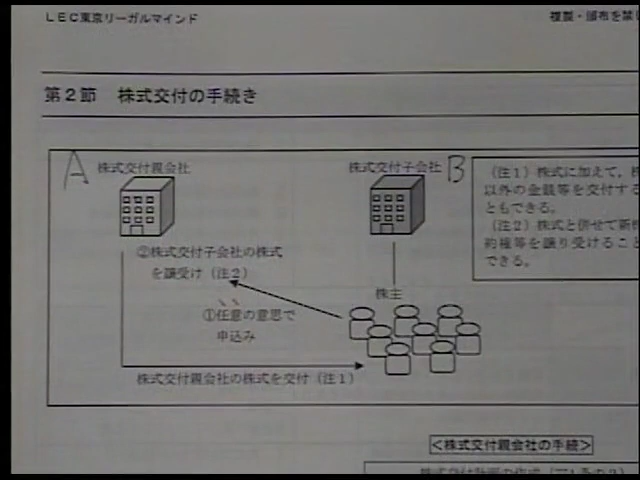 LEC東京リーガルマインド
複製・頒布を禁
第2節 株式交付の手続き
A
株式交付親会社
株式交付子会社
B
(注1)株式に加えて、
以外の金銭等を交付する
ともできる。
(注2)株式と併せて新
約権等を譲り受けるこ
できる。
②株式交付子会社の株式
を譲受け(注2)
株主
①任意の意思で
申込み
株式交付親会社の株式を交付(注1)
<株式交付親会社の手続>